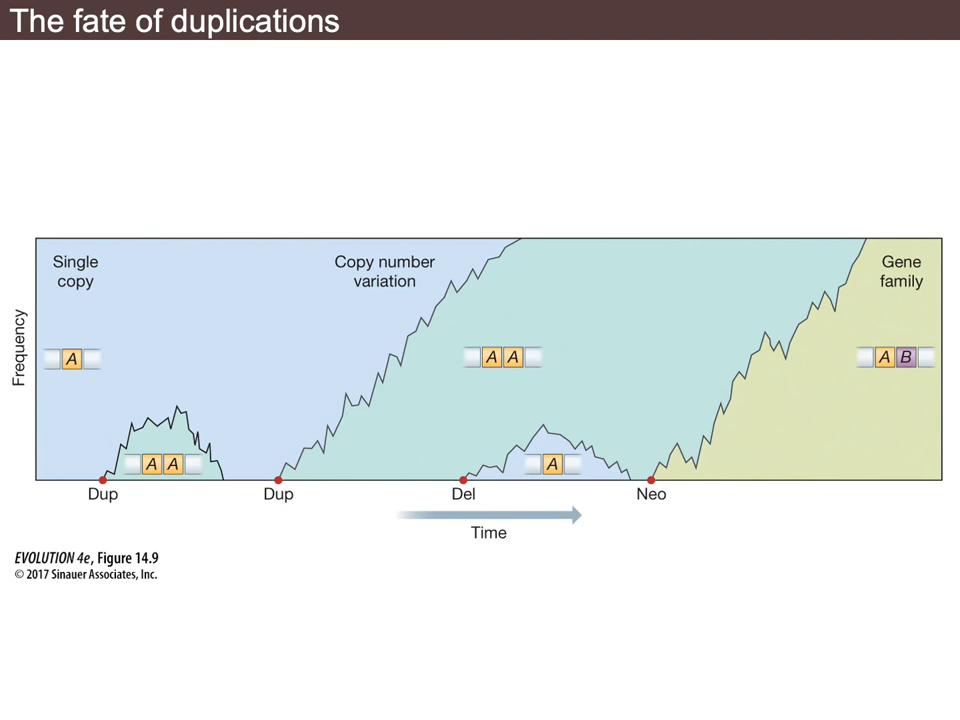 The fate of duplications
Single
copy
Copy number
variation
Gene
family
Frequency
A
A A
A B
A A
A
Dup
Dup
Del
Neo
Time
EVOLUTION 4e, Figure 14.9
© 2017 Sinauer Associates, Inc.